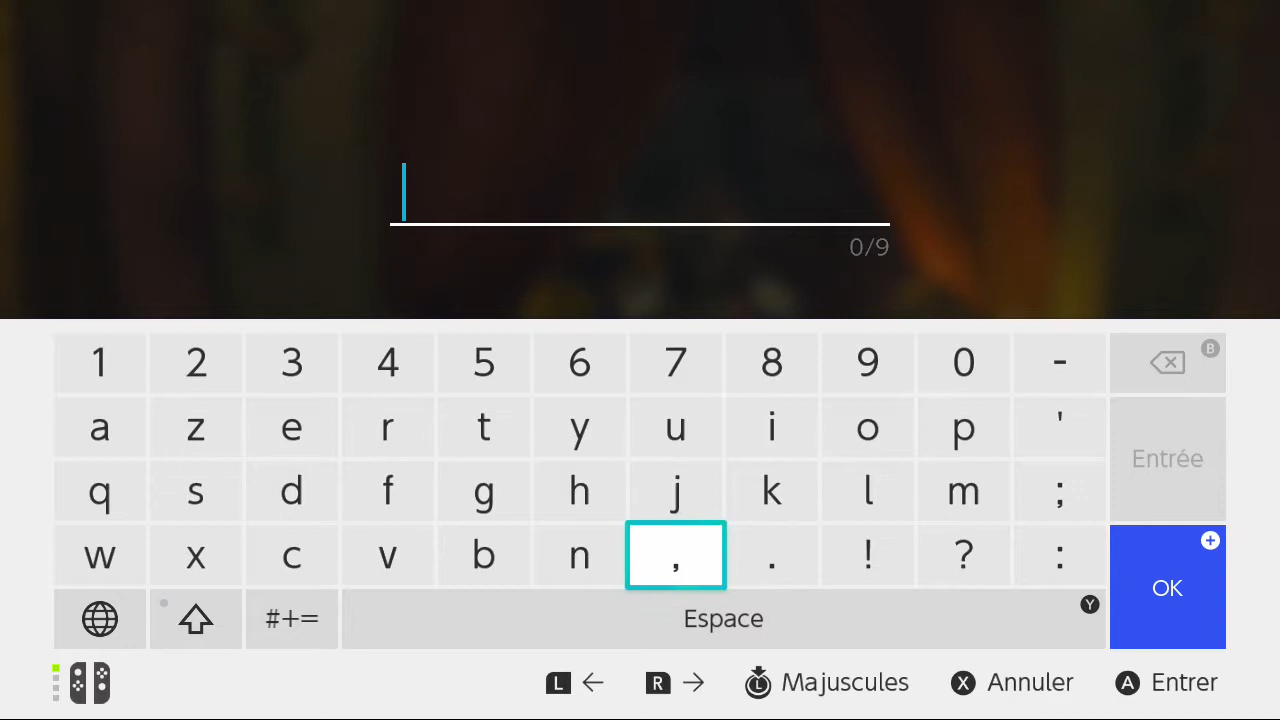 0/9
1 2 3 4 5 6 7 8 9 0 - B
a z e r t y u i o p ' Entrée
q s d f g h j k l m ;
w x c v b n , . ! ? : +
OK
#+= Espace Y
L ← R → L Majuscules X Annuler A Entrer